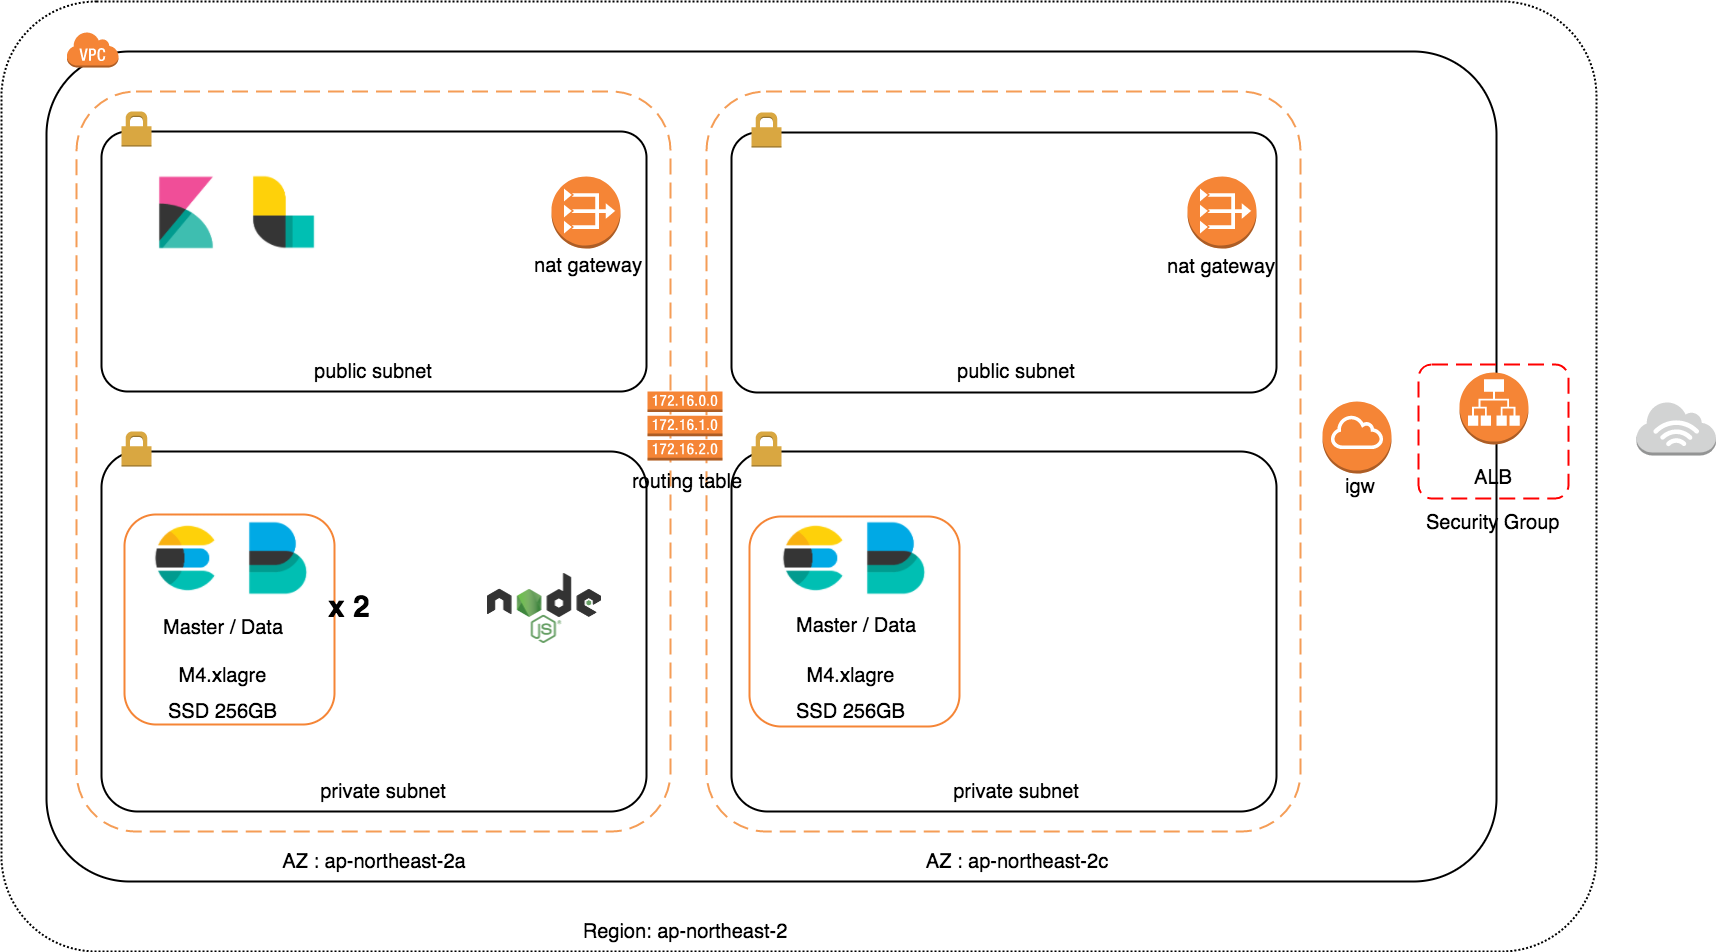 VPC
nat gateway
nat gateway
public subnet
public subnet
172.16.0.0
172.16.1.0
172.16.2.0
routing table
igw
ALB
Security Group
Master / Data
M4.xlagre
SSD 256GB
x 2
node
JS
Master / Data
M4.xlagre
SSD 256GB
private subnet
private subnet
AZ : ap-northeast-2a
AZ : ap-northeast-2c
Region: ap-northeast-2